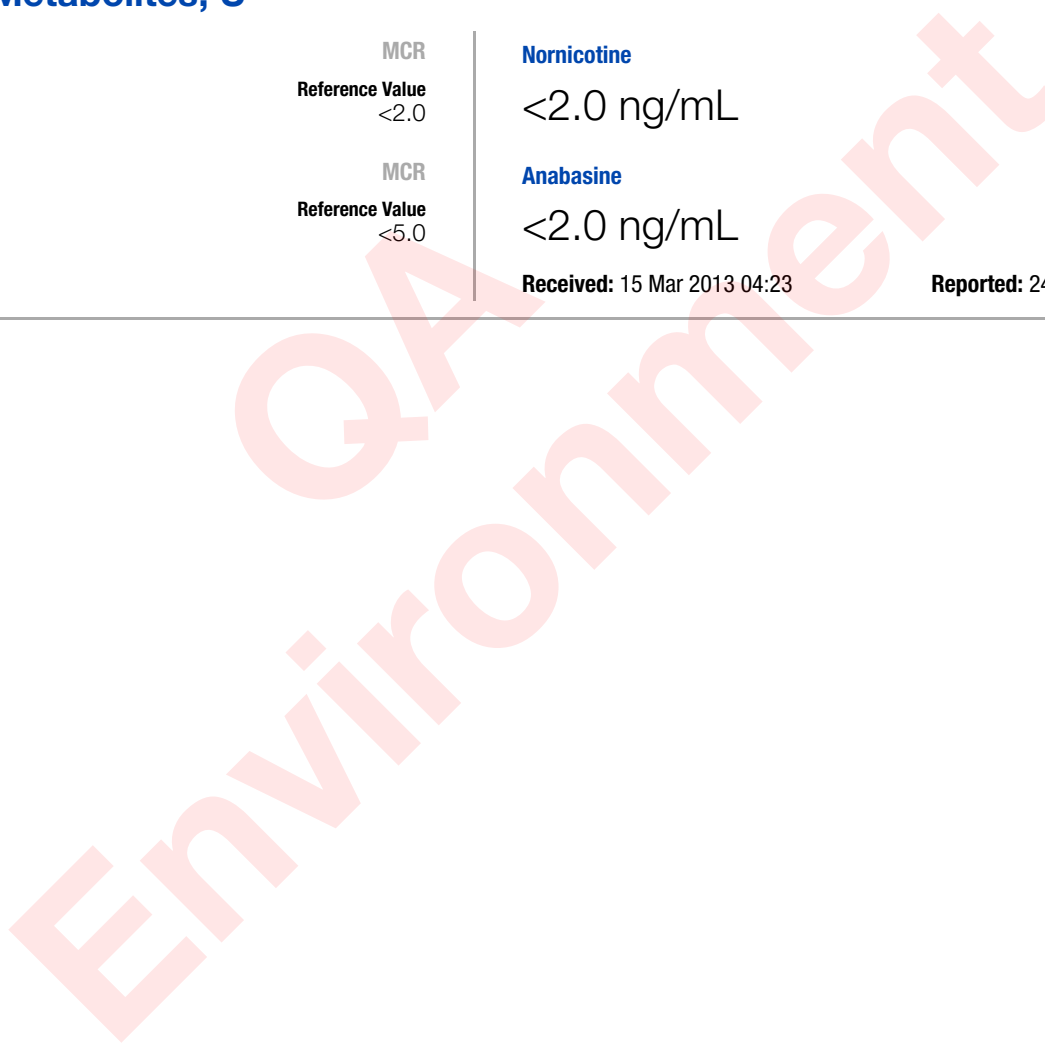 MCR
Reference Value
<2.0
MCR
Reference Value
<5.0
Nornicotine
<2.0 ng/mL
Anabasine
<2.0 ng/mL
Received: 15 Mar 2013 04:23
Reported: 24
QA
Environment